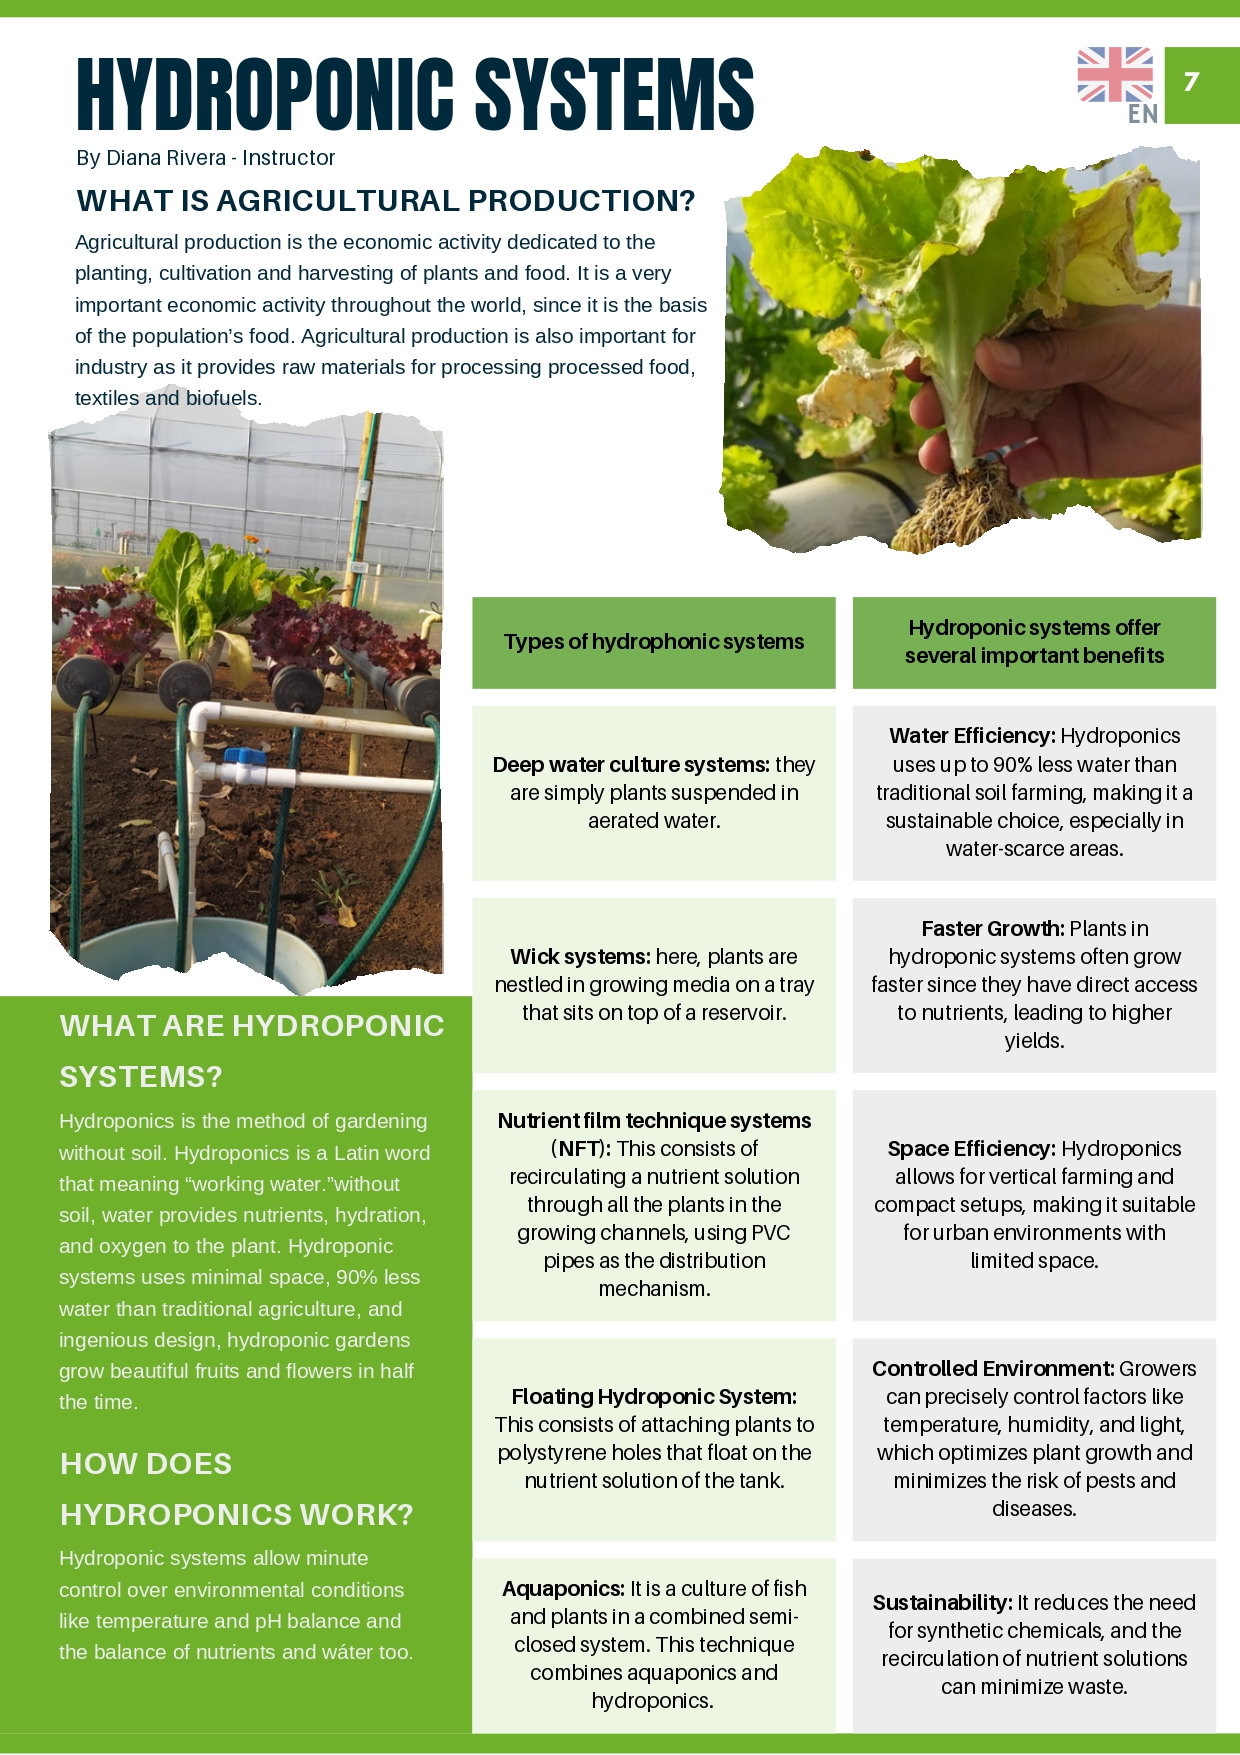 HYDROPONIC SYSTEMS
EN
7
By Diana Rivera - Instructor
WHAT IS AGRICULTURAL PRODUCTION?
Agricultural production is the economic activity dedicated to the
planting, cultivation and harvesting of plants and food. It is a very
important economic activity throughout the world, since it is the basis
of the population’s food. Agricultural production is also important for
industry as it provides raw materials for processing processed food,
textiles and biofuels.
WHAT ARE HYDROPONIC
SYSTEMS?
Hydroponics is the method of gardening
without soil. Hydroponics is a Latin word
that meaning “working water.”without
soil, water provides nutrients, hydration,
and oxygen to the plant. Hydroponic
systems uses minimal space, 90% less
water than traditional agriculture, and
ingenious design, hydroponic gardens
grow beautiful fruits and flowers in half
the time.
HOW DOES
HYDROPONICS WORK?
Hydroponic systems allow minute
control over environmental conditions
like temperature and pH balance and
the balance of nutrients and wáter too.
Types of hydrophonic systems
Deep water culture systems: they
are simply plants suspended in
aerated water.
Wick systems: here, plants are
nestled in growing media on a tray
that sits on top of a reservoir.
Nutrient film technique systems
(NFT): This consists of
recirculating a nutrient solution
through all the plants in the
growing channels, using PVC
pipes as the distribution
mechanism.
Floating Hydroponic System:
This consists of attaching plants to
polystyrene holes that float on the
nutrient solution of the tank.
Aquaponics: It is a culture of fish
and plants in a combined semi-
closed system. This technique
combines aquaponics and
hydroponics.
Hydroponic systems offer
several important benefits
Water Efficiency: Hydroponics
uses up to 90% less water than
traditional soil farming, making it a
sustainable choice, especially in
water-scarce areas.
Faster Growth: Plants in
hydroponic systems often grow
faster since they have direct access
to nutrients, leading to higher
yields.
Space Efficiency: Hydroponics
allows for vertical farming and
compact setups, making it suitable
for urban environments with
limited space.
Controlled Environment: Growers
can precisely control factors like
temperature, humidity, and light,
which optimizes plant growth and
minimizes the risk of pests and
diseases.
Sustainability: It reduces the need
for synthetic chemicals, and the
recirculation of nutrient solutions
can minimize waste.